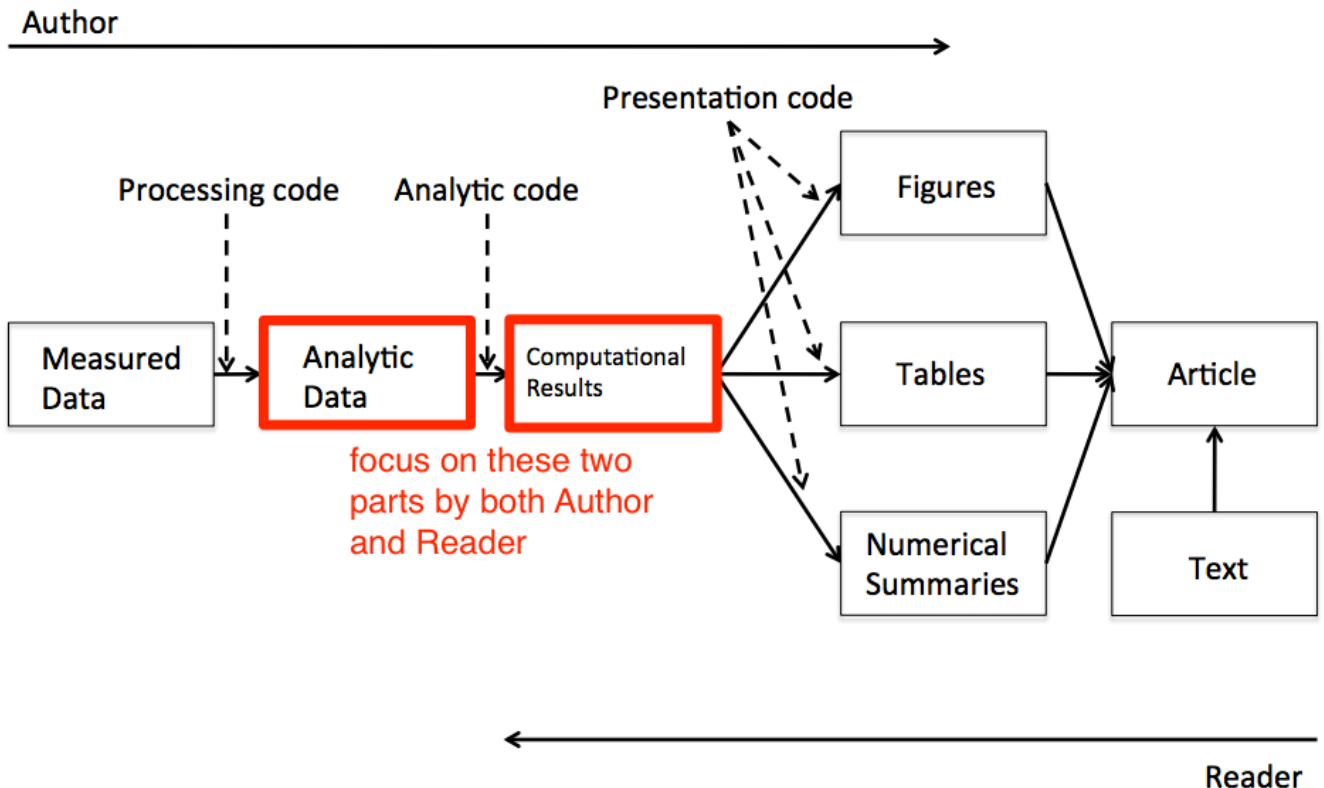 Author
Presentation code
Processing code
Analytic code
Figures
Measured
Data
Analytic
Data
Computational
Results
Tables
Article
focus on these two
parts by both Author
and Reader
Numerical
Summaries
Text
Reader